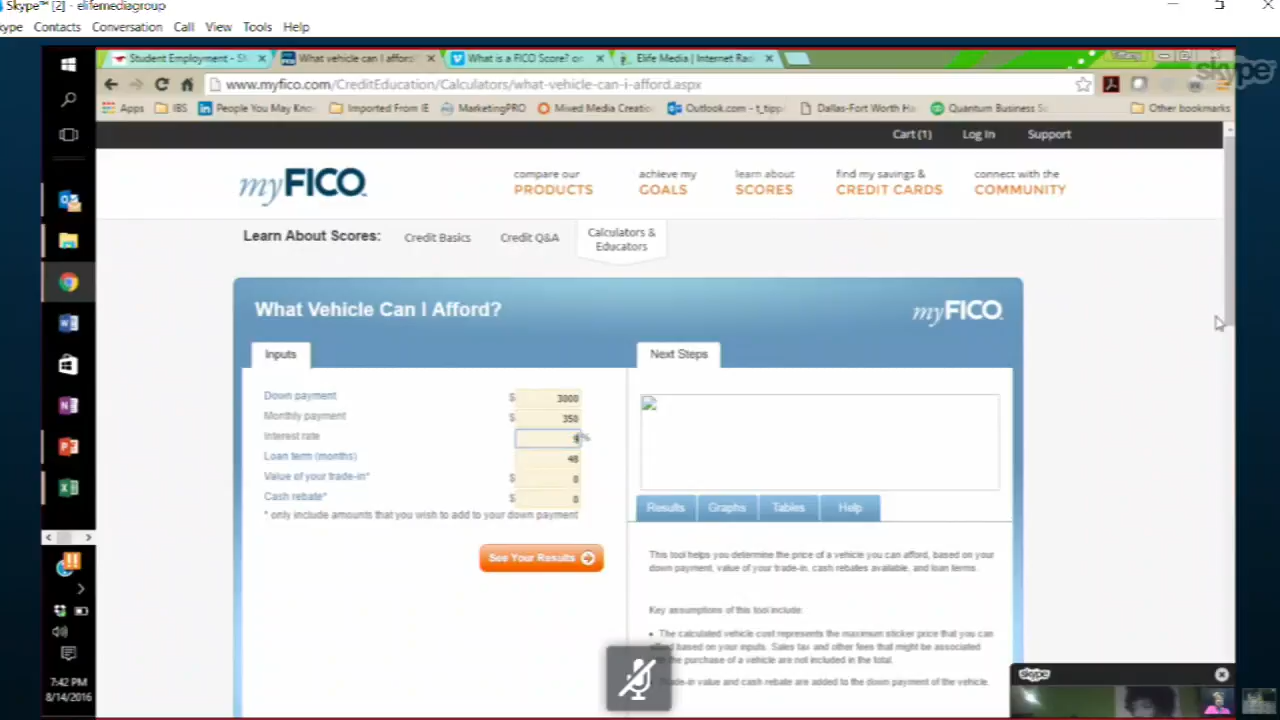 Skype™ [2] - elifemediagroup
kype Contacts Conversation Call View Tools Help
Student Employment - S
What vehicle can I afford
What is a FICO Score? on
Elife Media | Internet Rad
www.myfico.com/CreditEducation/Calculators/what-vehicle-can-i-afford.aspx
Apps IBS People You May Kno Imported From IE MarketingPRO Mixed Media Creatio Outlook.com - t_tipp Dallas-Fort Worth Ha Quantum Business So Other bookmarks
skype
Cart (1) Log In Support
myFICO
compare our PRODUCTS
achieve my GOALS
learn about SCORES
find my savings & CREDIT CARDS
connect with the COMMUNITY
Learn About Scores: Credit Basics Credit Q&A Calculators & Educators
What Vehicle Can I Afford?
myFICO
Inputs
Down payment $ 3000
Monthly payment $ 350
Interest rate 9%
Loan term (months) 48
Value of your trade-in* $ 0
Cash rebate* $ 0
* only include amounts that you wish to add to your down payment
See Your Results
Next Steps
Results Graphs Tables Help
This tool helps you determine the price of a vehicle you can afford, based on your
down payment, value of your trade-in, cash rebates available, and loan terms.
Key assumptions of this tool include:
• The calculated vehicle cost represents the maximum sticker price that you can
based on your inputs. Sales tax and other fees that might be associated
the purchase of a vehicle are not included in the total.
rade-in value and cash rebate are added to the down payment of the vehicle.
skype
7:42 PM
8/14/2016